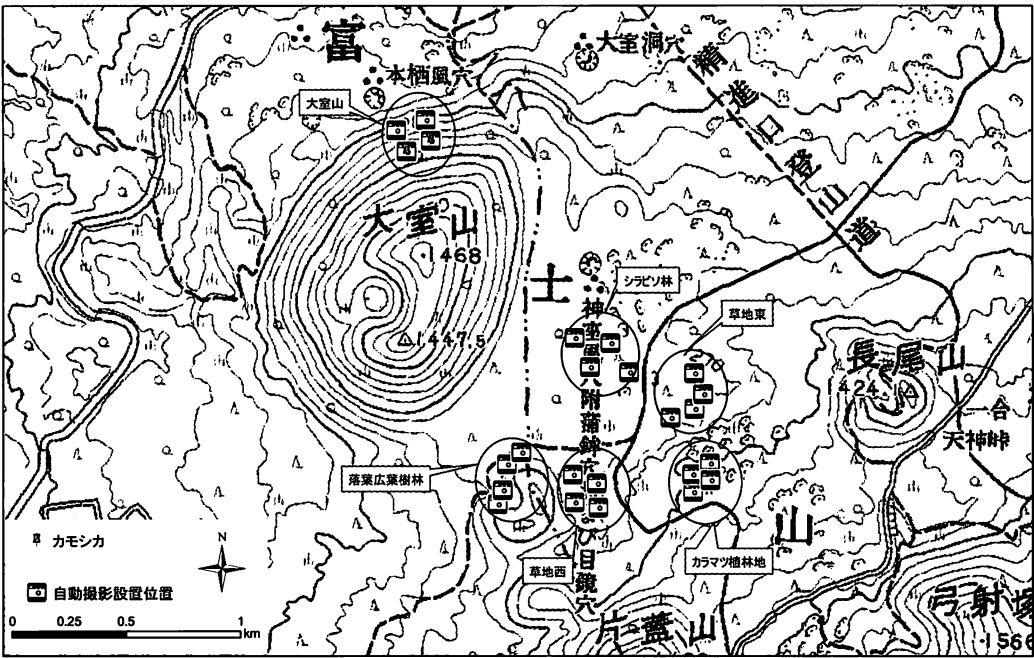 富
大室洞穴
本栖風穴
精進口登山道
大室山
大室山
1468
1447.5
士
シラビソ林
神座風穴附蒲鉾穴及び目鏡穴
草地東
長尾山
424
一合
天神峠
落葉広葉樹林
草地西
カラマツ植林地
山
片蓋山
弓射塚
156
カモシカ
N
自動撮影設置位置
0 0.25 0.5 1 km